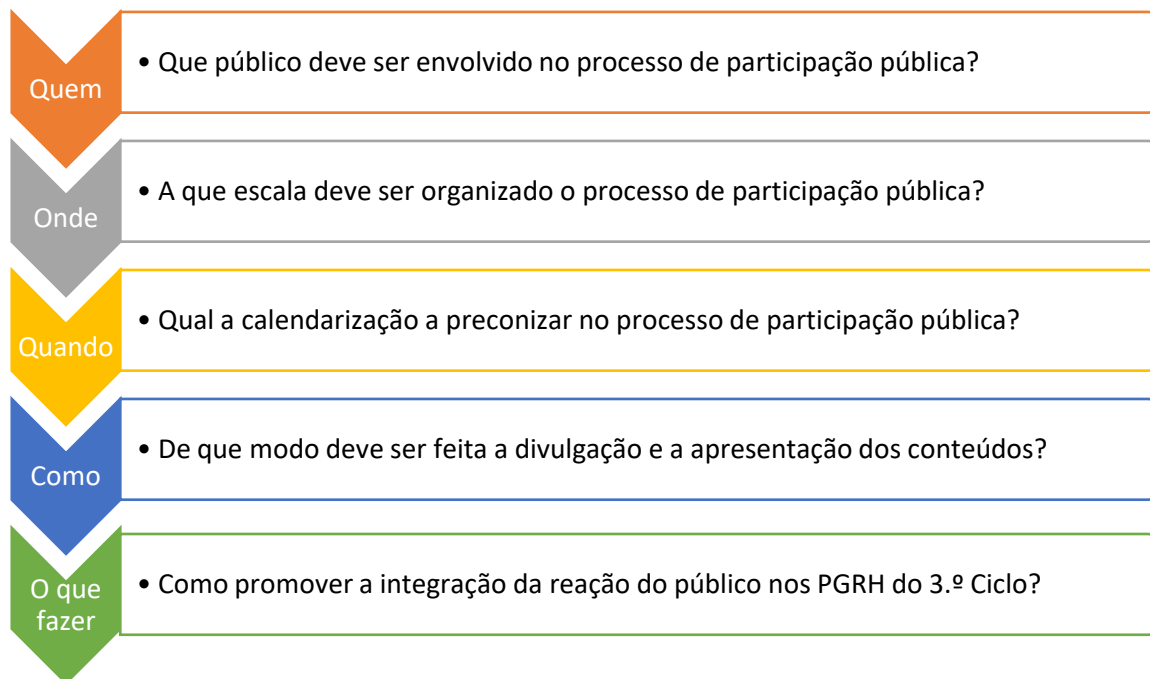 Quem
• Que público deve ser envolvido no processo de participação pública?
Onde
• A que escala deve ser organizado o processo de participação pública?
Quando
• Qual a calendarização a preconizar no processo de participação pública?
Como
• De que modo deve ser feita a divulgação e a apresentação dos conteúdos?
O que
fazer
• Como promover a integração da reação do público nos PGRH do 3.º Ciclo?